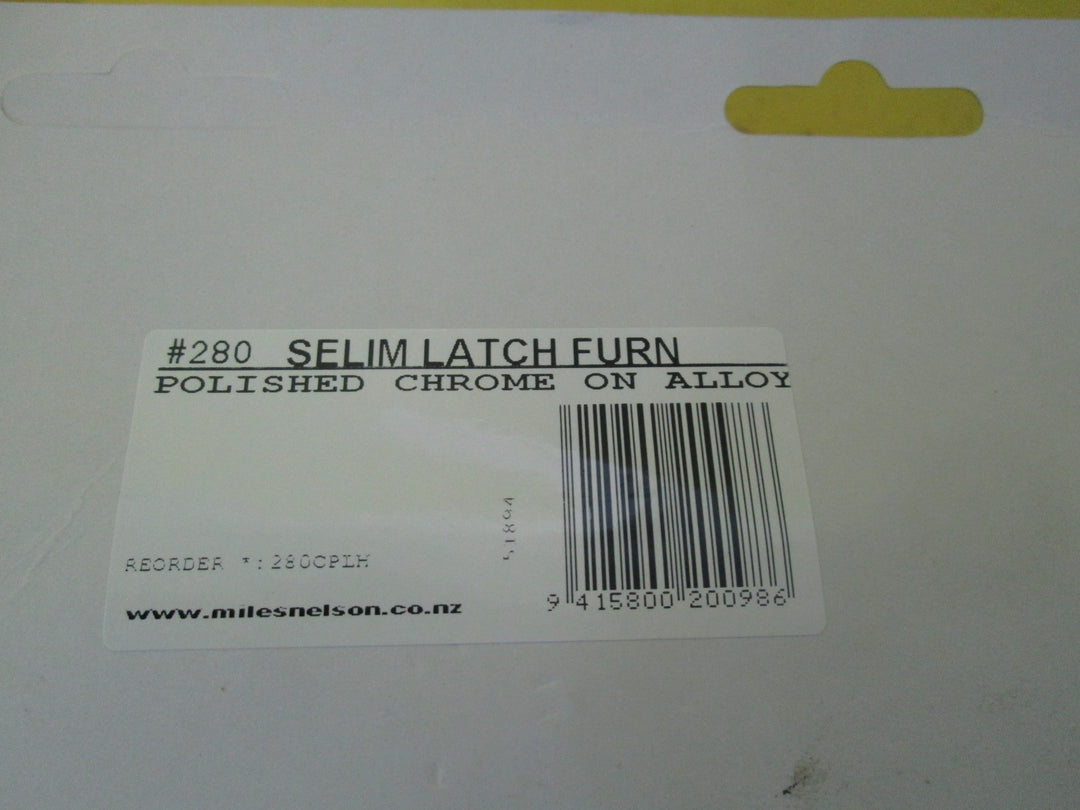 #280 SELIM LATCH FURN
POLISHED CHROME ON ALLOY
REORDER *:280CPLH
www.milesnelson.co.nz
9 415800 200986